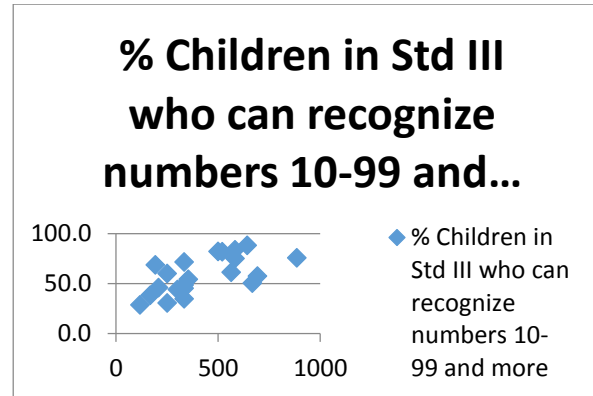 % Children in Std III
who can recognize
numbers 10-99 and…
100.0
50.0
0.0
0
500
1000
% Children in
Std III who can
recognize
numbers 10-
99 and more